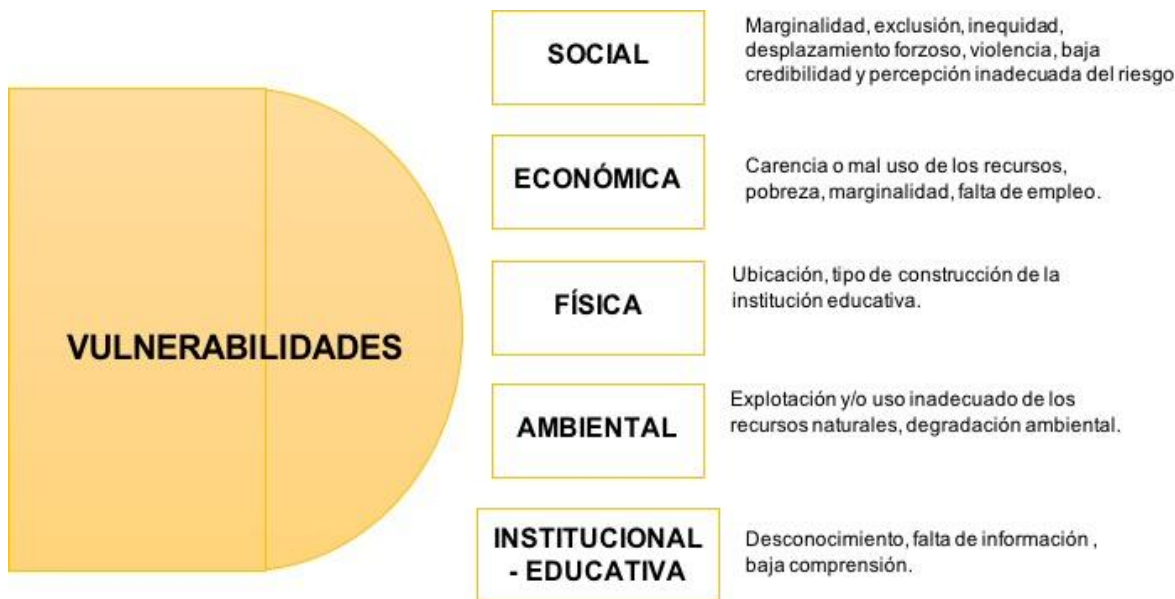 VULNERABILIDADES
SOCIAL
Marginalidad, exclusión, inequidad,
desplazamiento forzoso, violencia, baja
credibilidad y percepción inadecuada del riesgo
ECONÓMICA
Carencia o mal uso de los recursos,
pobreza, marginalidad, falta de empleo.
FÍSICA
Ubicación, tipo de construcción de la
institución educativa.
AMBIENTAL
Explotación y/o uso inadecuado de los
recursos naturales, degradación ambiental.
INSTITUCIONAL
- EDUCATIVA
Desconocimiento, falta de información ,
baja comprensión.